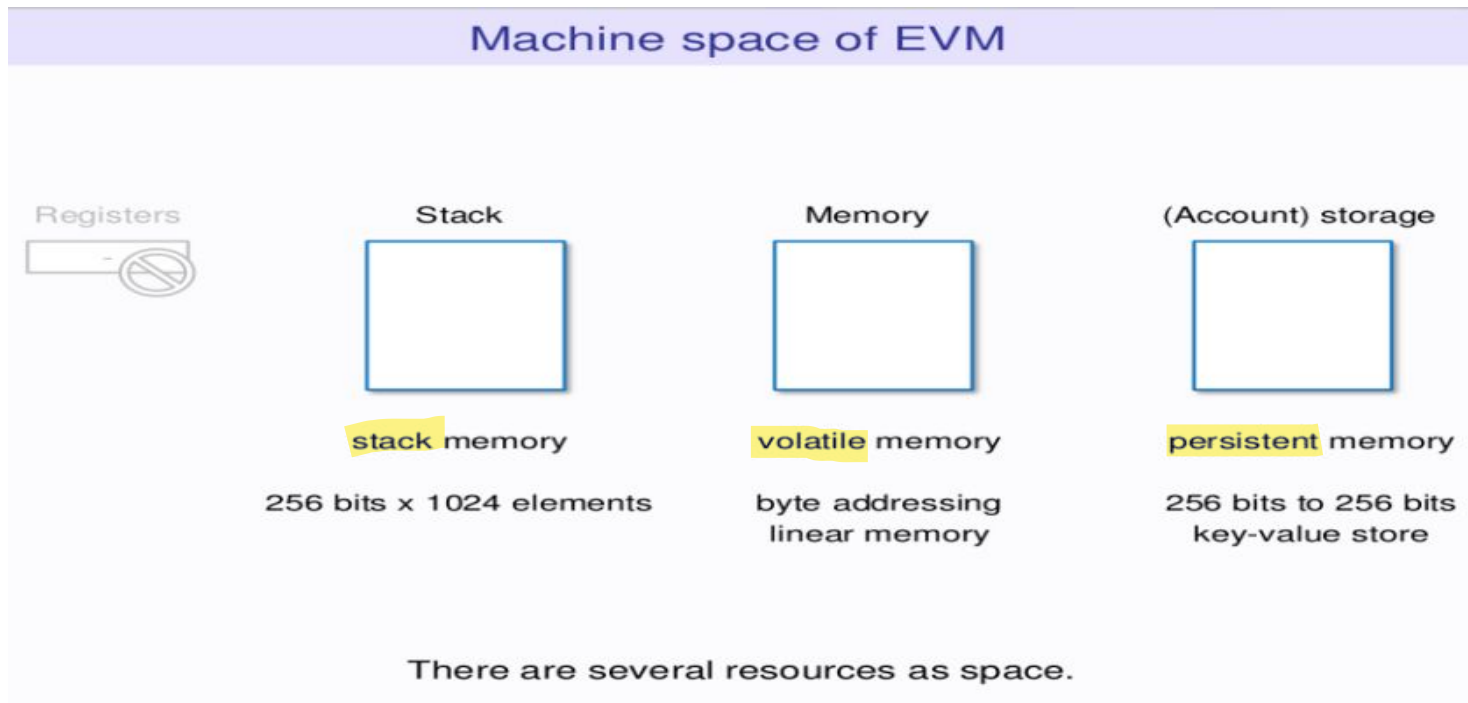 Machine space of EVM
Registers
Stack
Memory
(Account) storage
-
stack memory
volatile memory
persistent memory
256 bits x 1024 elements
byte addressing
linear memory
256 bits to 256 bits
key-value store
There are several resources as space.